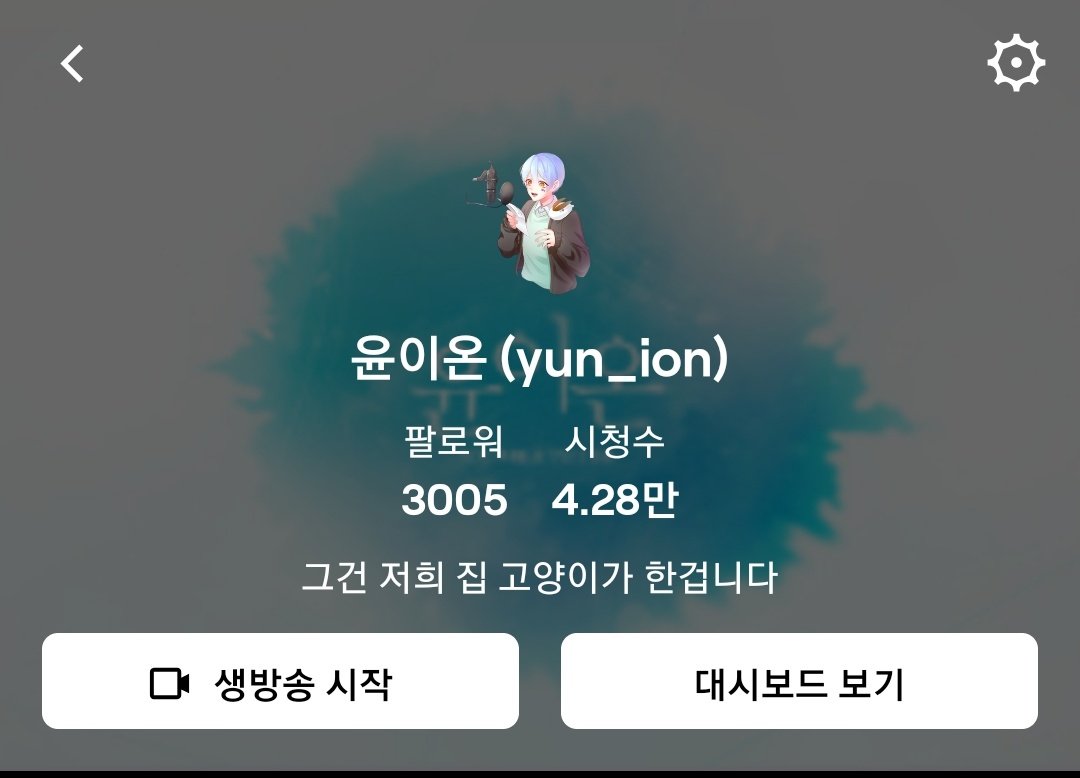 윤이온 (yun_ion)
팔로워 시청수
3005 4.28만
그건 저희 집 고양이가 한겁니다
생방송 시작 대시보드 보기